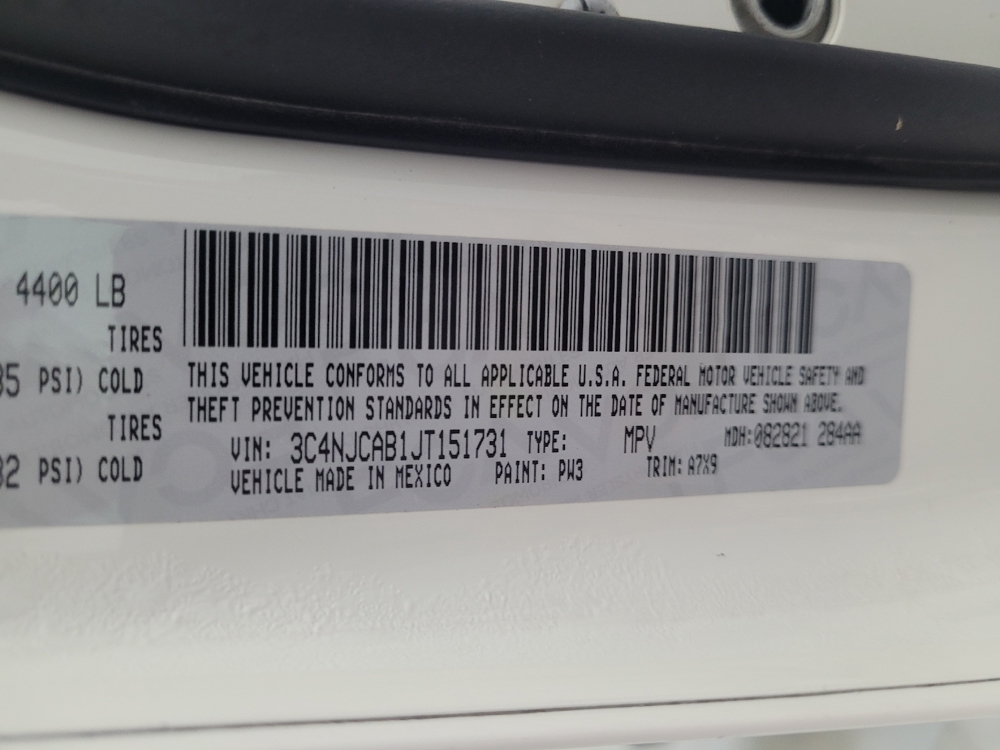 4400 LB
TIRES
35 PSI) COLD
TIRES
32 PSI) COLD
THIS VEHICLE CONFORMS TO ALL APPLICABLE U.S.A. FEDERAL MOTOR VEHICLE SAFETY AND
THEFT PREVENTION STANDARDS IN EFFECT ON THE DATE OF MANUFACTURE SHOWN ABOVE.
VIN: 3C4NJCAB1JT151731 TYPE: MPV MDH:082821 284AA
VEHICLE MADE IN MEXICO PAINT: PW3 TRIM: A7X9